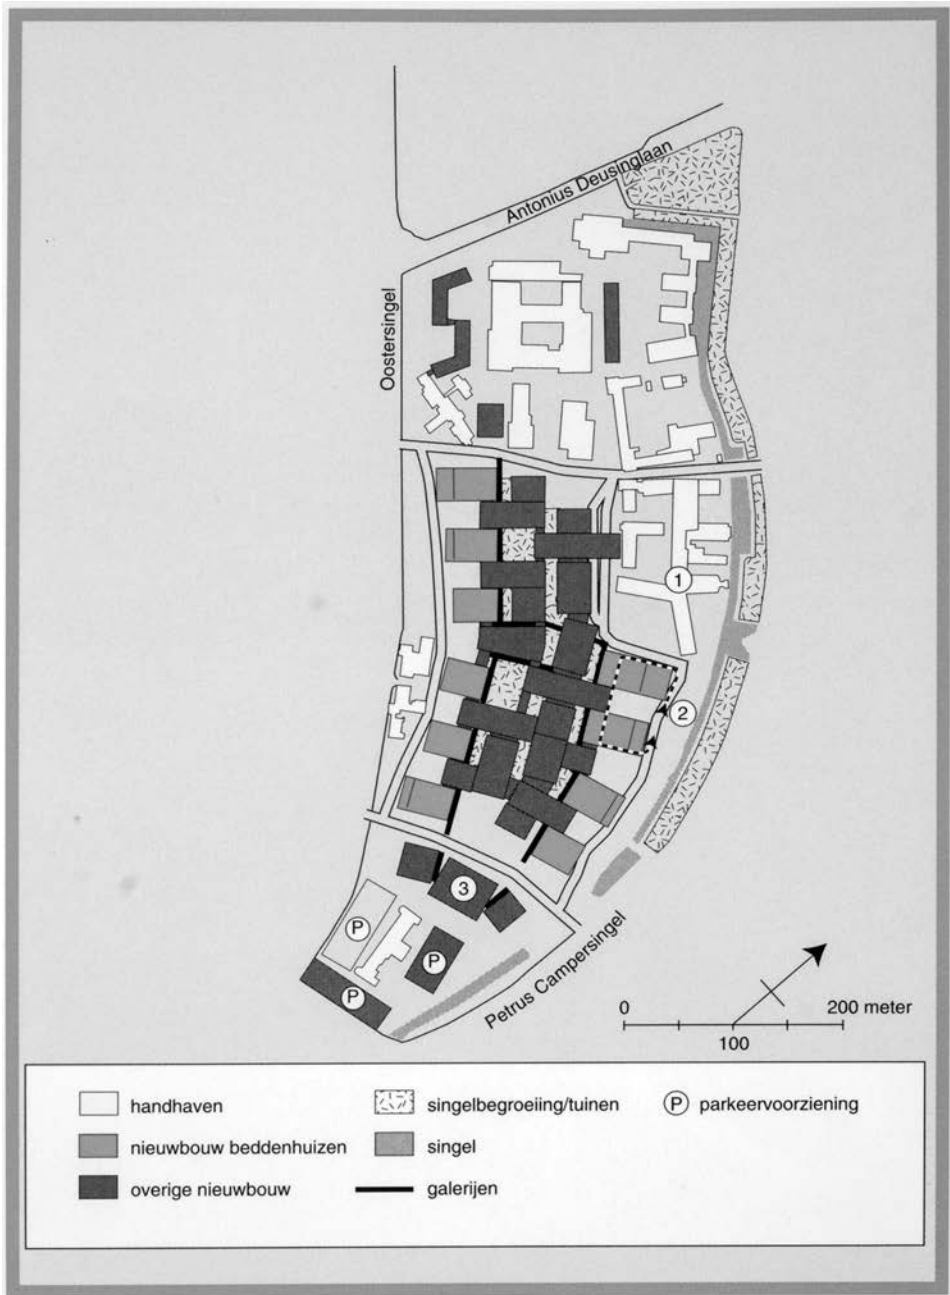 Antonius Deusinglaan
Oostersingel
1
2
3
P
P
P
Petrus Campersingel
0
200 meter
100
handhaven
singelbegroeiing/tuinen
P parkeervoorziening
nieuwbouw beddenhuizen
singel
overige nieuwbouw
galerijen